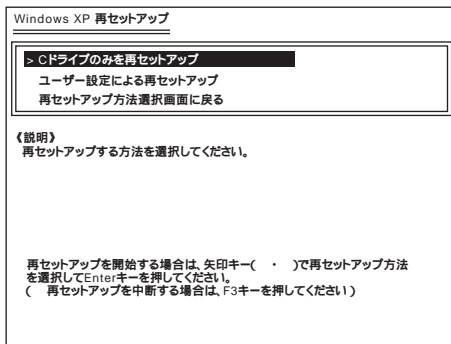 Windows XP 再セットアップ
> Cドライブのみを再セットアップ
ユーザー設定による再セットアップ
再セットアップ方法選択画面に戻る
《説明》
再セットアップする方法を選択してください。
再セットアップを開始する場合は、矢印キー( ・ )で再セットアップ方法
を選択してEnterキーを押してください。
( 再セットアップを中断する場合は、F3キーを押してください )